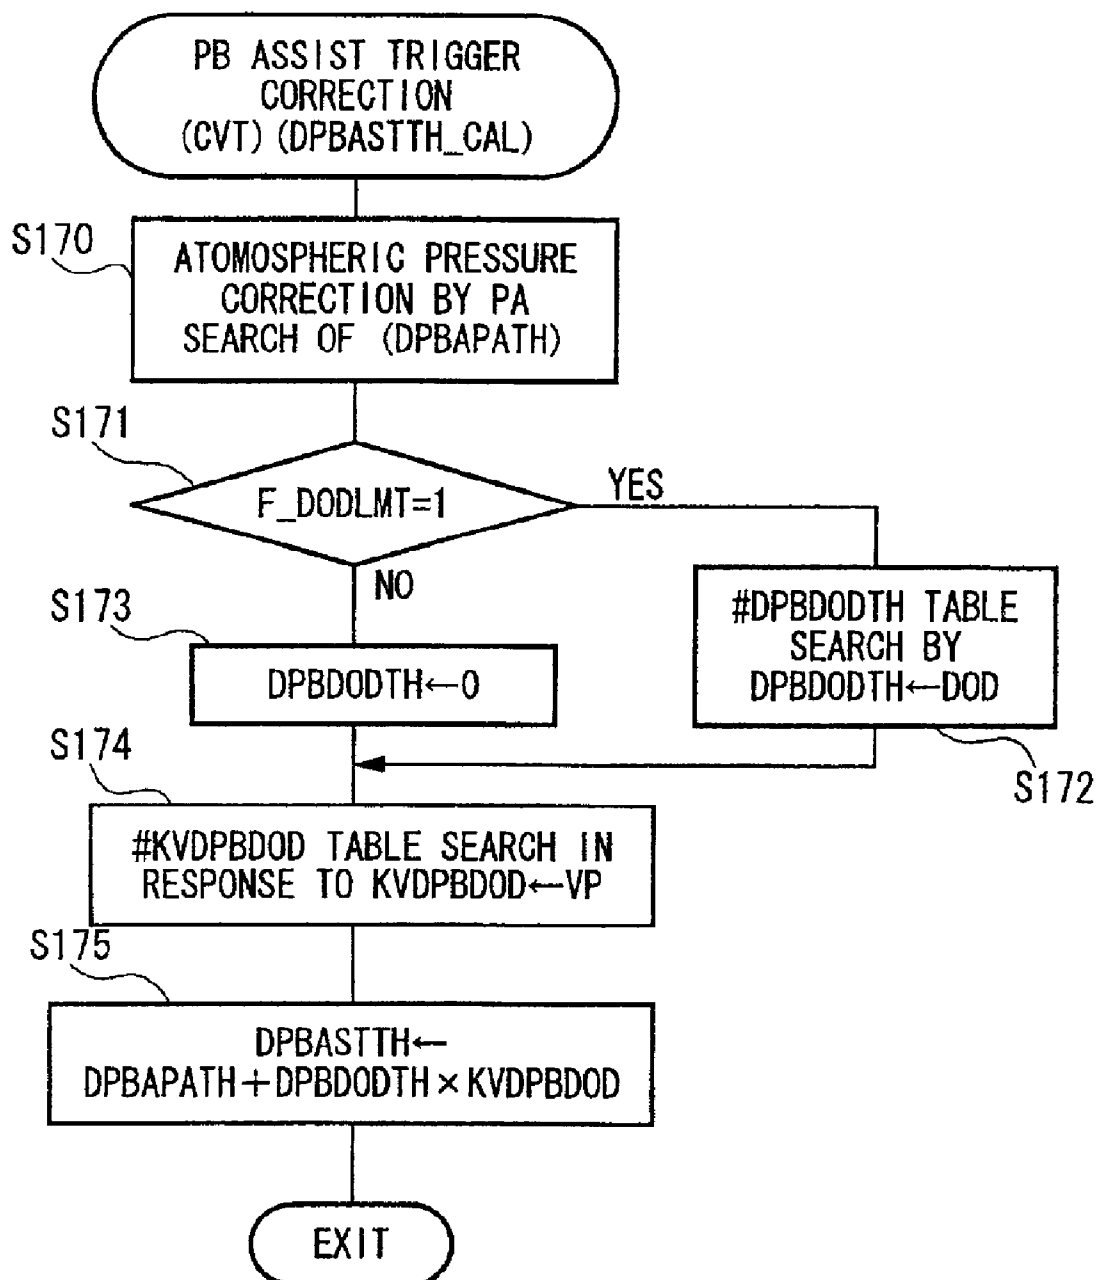 PB ASSIST TRIGGER
CORRECTION
(CVT) (DPBASTTH_CAL)
S170
ATOMOSPHERIC PRESSURE
CORRECTION BY PA
SEARCH OF (DPBAPATH)
S171
F_DODLMT=1
YES
NO
S173
DPBDODTH←0
#DPBDODTH TABLE
SEARCH BY
DPBDODTH←DOD
S172
S174
#KVDPBDOD TABLE SEARCH IN
RESPONSE TO KVDPBDOD←VP
S175
DPBASTTH←
DPBAPATH+DPBDODTH×KVDPBDOD
EXIT